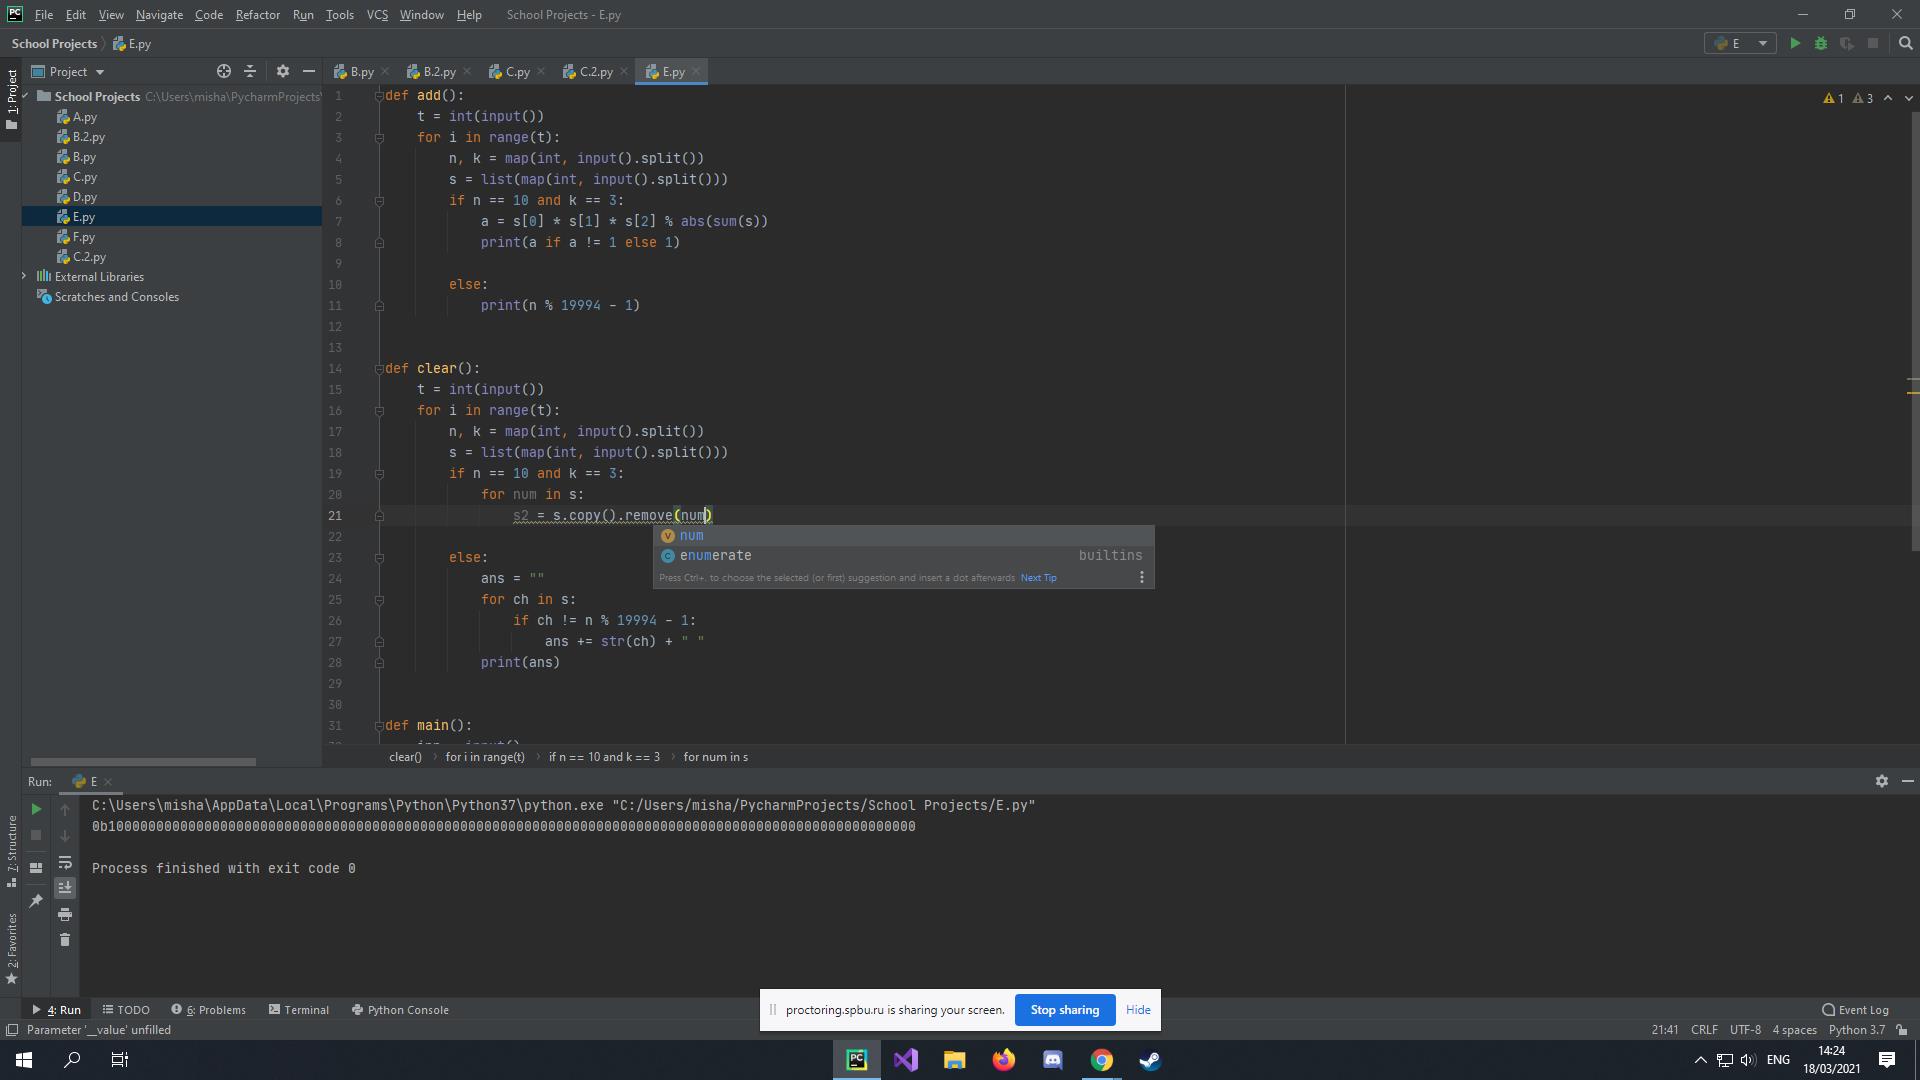 File Edit View Navigate Code Refactor Run Tools VCS Window Help School Projects - E.py
School Projects E.py
E
Project
B.py B.2.py C.py C.2.py E.py
1: Project
School Projects C:\Users\misha\PycharmProjects\
A.py
B.2.py
B.py
C.py
D.py
E.py
F.py
C.2.py
External Libraries
Scratches and Consoles
1 3
1 def add():
2 t = int(input())
3 for i in range(t):
4 n, k = map(int, input().split())
5 s = list(map(int, input().split()))
6 if n == 10 and k == 3:
7 a = s[0] * s[1] * s[2] % abs(sum(s))
8 print(a if a != 1 else 1)
9
10 else:
11 print(n % 19994 - 1)
12
13
14 def clear():
15 t = int(input())
16 for i in range(t):
17 n, k = map(int, input().split())
18 s = list(map(int, input().split()))
19 if n == 10 and k == 3:
20 for num in s:
21 s2 = s.copy().remove(num)
22
23 else:
24 ans = ""
25 for ch in s:
26 if ch != n % 19994 - 1:
27 ans += str(ch) + " "
28 print(ans)
29
30
31 def main():
num
enumerate builtins
Press Ctrl+. to choose the selected (or first) suggestion and insert a dot afterwards Next Tip
clear() for i in range(t) if n == 10 and k == 3 for num in s
Run: E
C:\Users\misha\AppData\Local\Programs\Python\Python37\python.exe "C:/Users/misha/PycharmProjects/School Projects/E.py"
Process finished with exit code 0
7: Structure
2: Favorites
4: Run TODO 6: Problems Terminal Python Console Event Log
proctoring.spbu.ru is sharing your screen. Stop sharing Hide
Parameter '__value' unfilled 21:41 CRLF UTF-8 4 spaces Python 3.7
ENG 14:24
18/03/2021